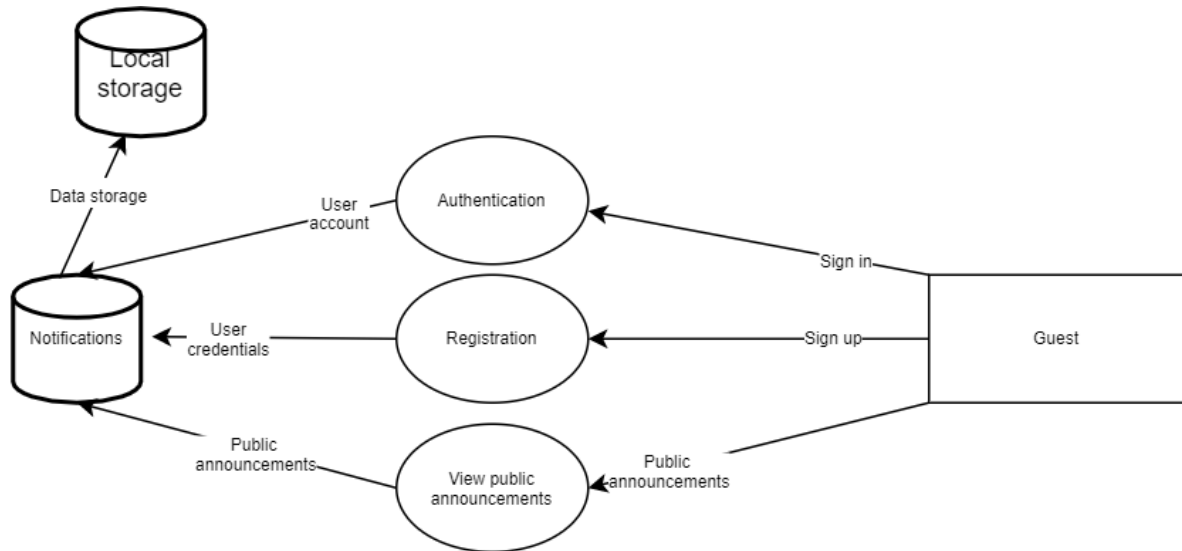 Local
storage
Data storage
User
account
Authentication
Sign in
Notifications
User
credentials
Registration
Sign up
Guest
Public
announcements
View public
announcements
Public
announcements